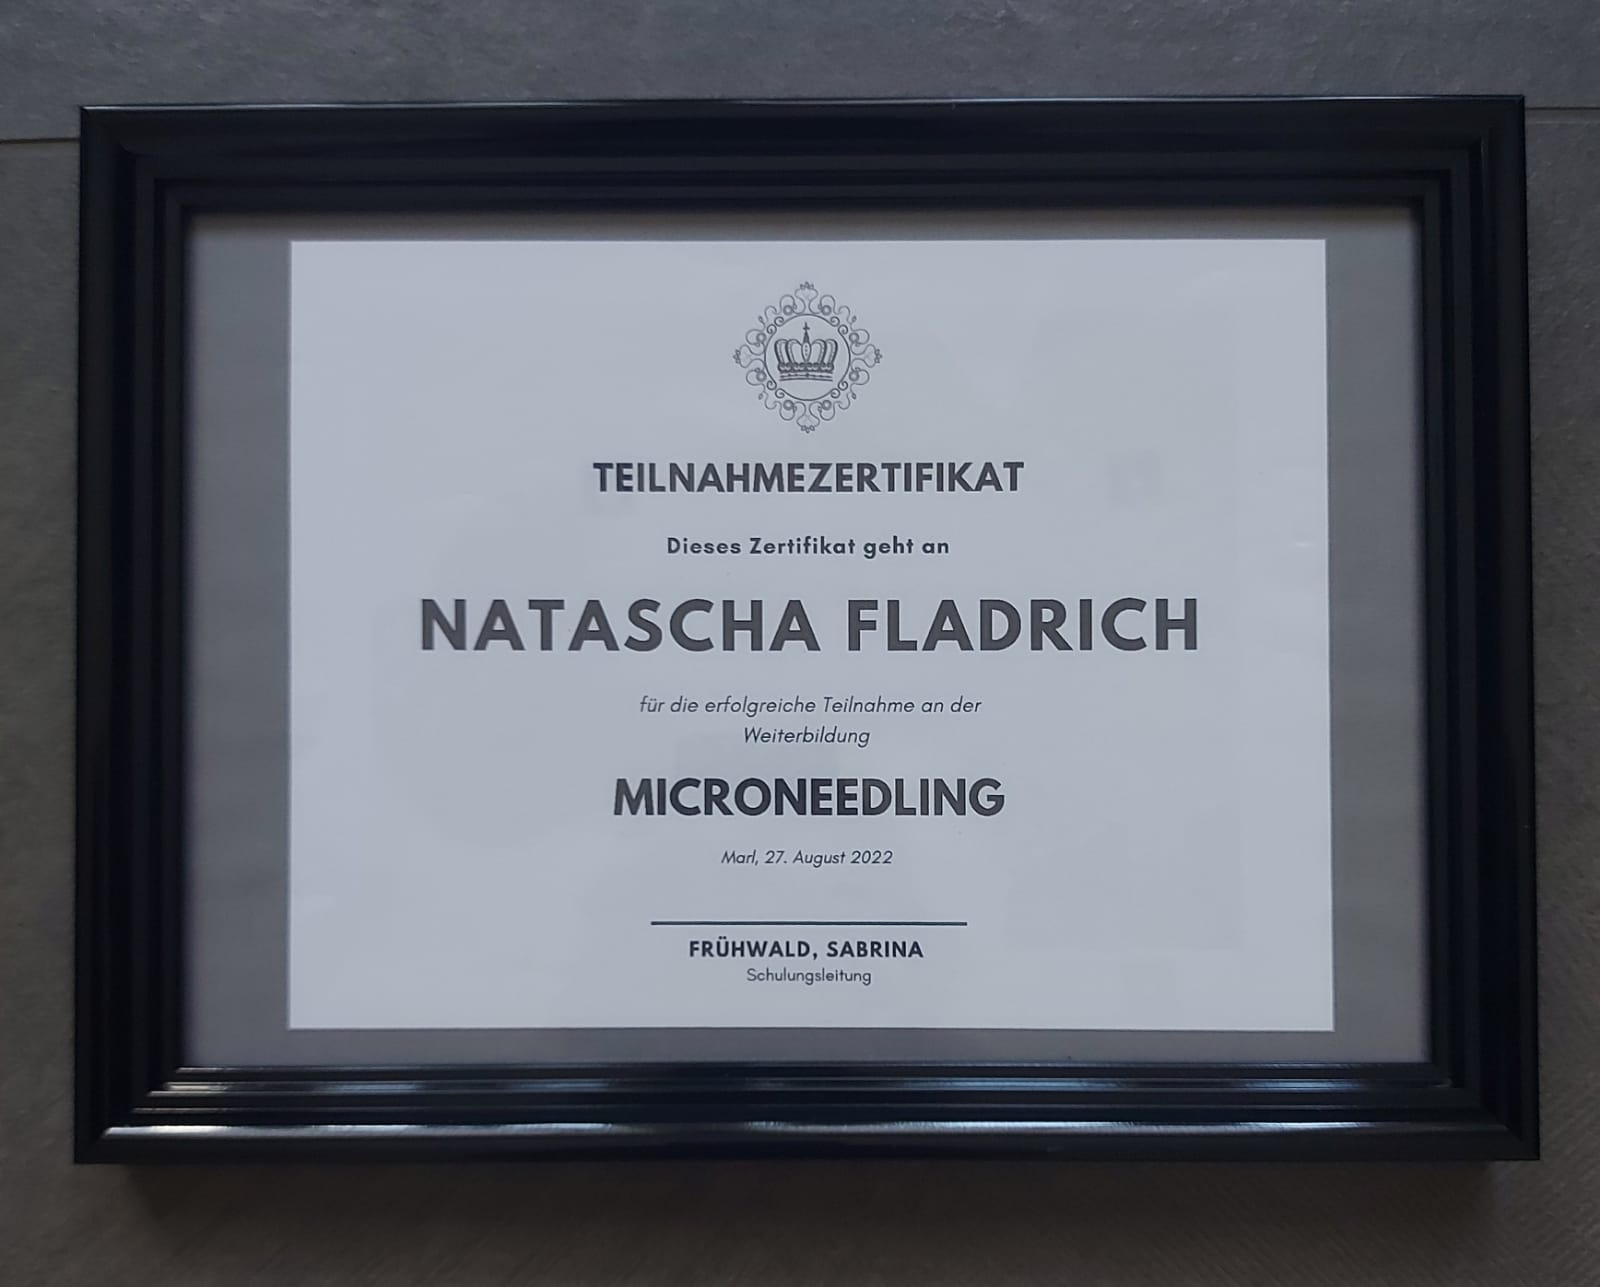 TEILNAHMEZERTIFIKAT
Dieses Zertifikat geht an
NATASCHA FLADRICH
für die erfolgreiche Teilnahme an der
Weiterbildung
MICRONEEDLING
Marl, 27. August 2022
FRÜHWALD, SABRINA
Schulungsleitung